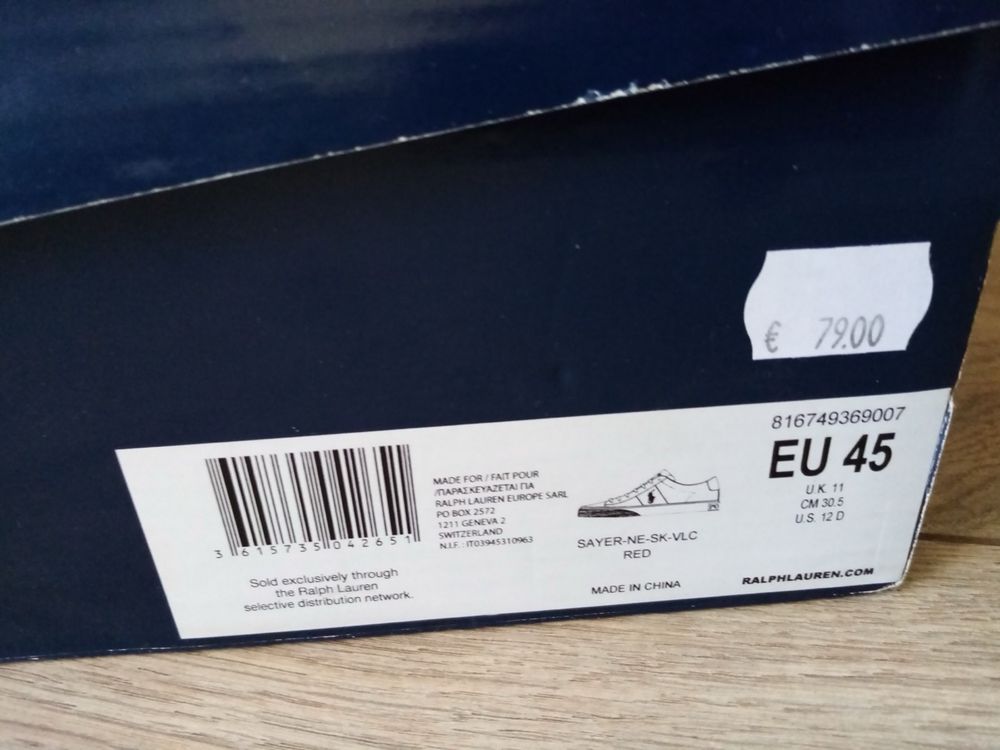 € 79.00
816749369007
EU 45
U.K. 11
CM 30.5
U.S. 12 D
3 615735 042651
Sold exclusively through
the Ralph Lauren
selective distribution network.
MADE FOR / FAIT POUR
/ΠΑΡΑΣΚΕΥΑΖΕΤΑΙ ΓΙΑ
RALPH LAUREN EUROPE SARL
PO BOX 2572
1211 GENEVA 2
SWITZERLAND
N.I.F. : IT03945310963
SAYER-NE-SK-VLC
RED
MADE IN CHINA
RALPHLAUREN.COM